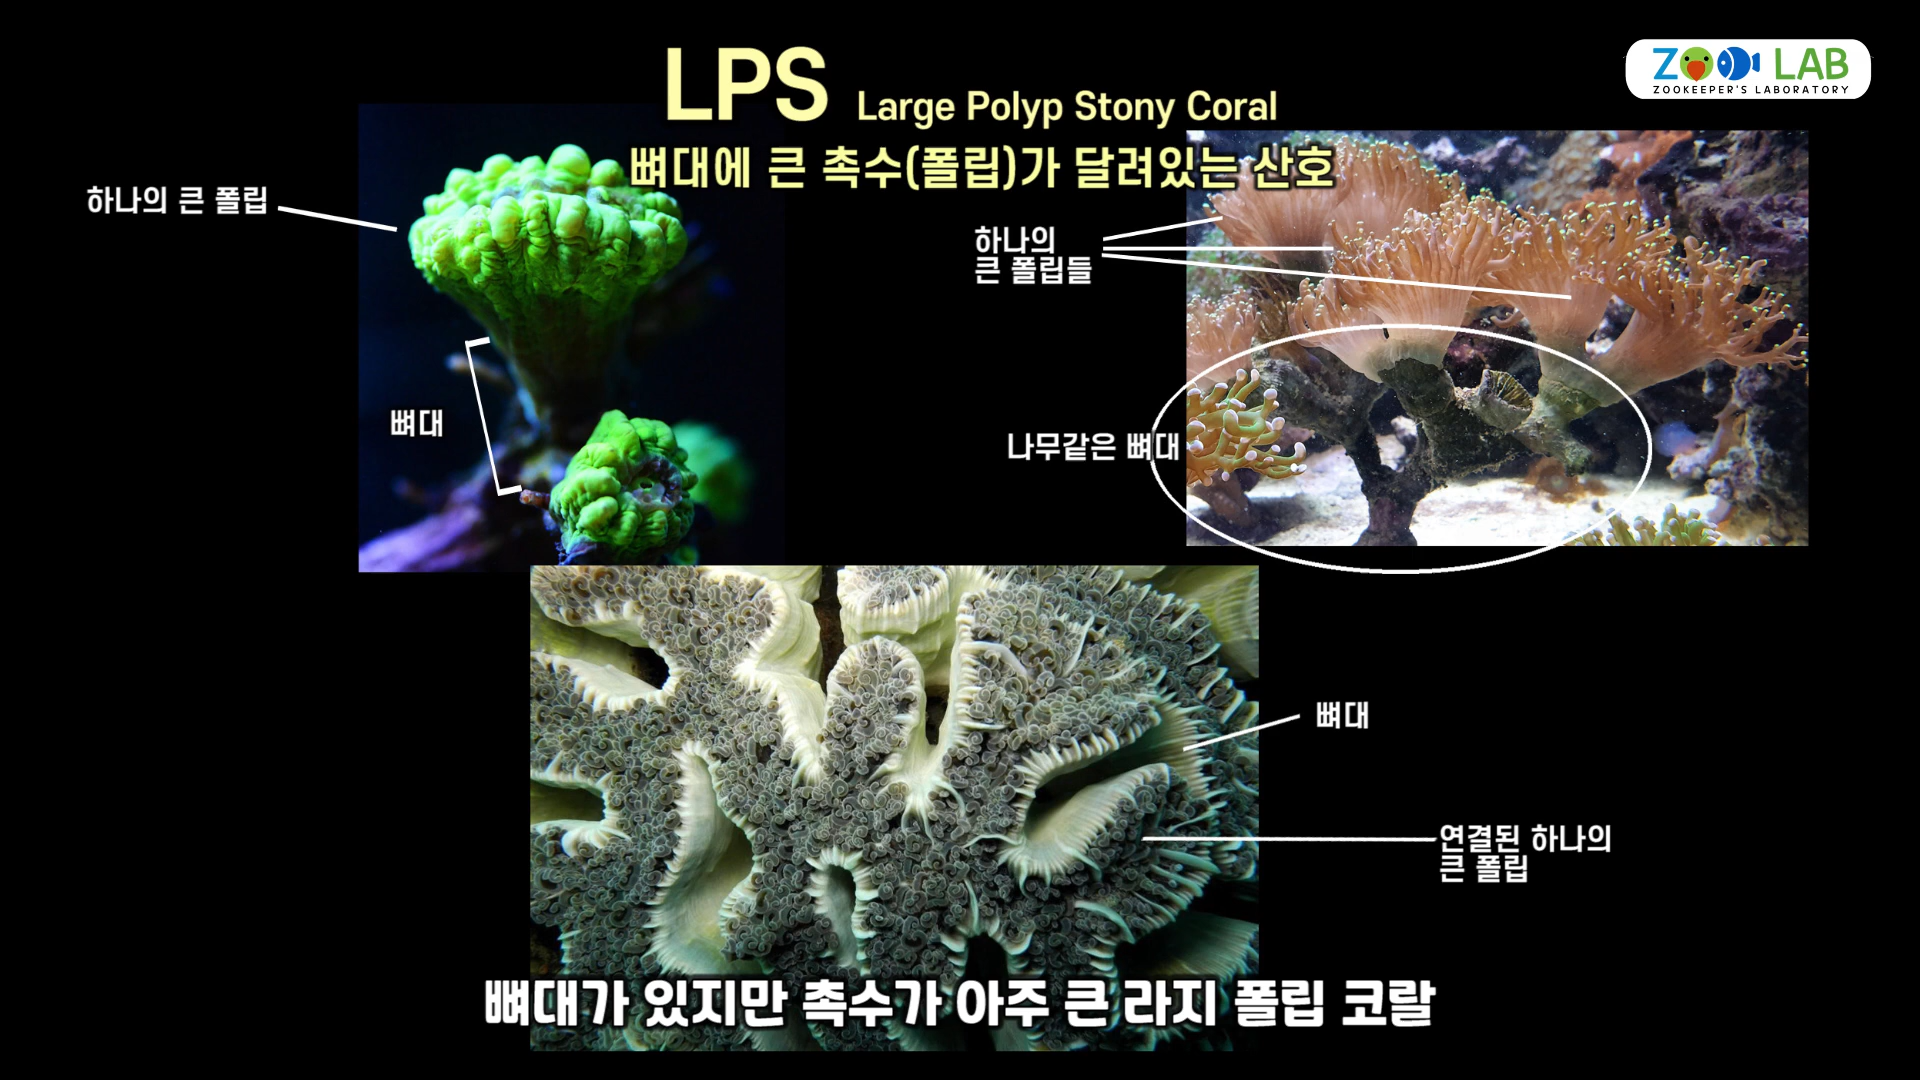 LPS Large Polyp Stony Coral
ZOO LAB
ZOOKEEPER'S LABORATORY
뼈대에 큰 촉수(폴립)가 달려있는 산호
하나의 큰 폴립
하나의
큰 폴립들
뼈대
나무같은 뼈대
뼈대
연결된 하나의
큰 폴립
뼈대가 있지만 촉수가 아주 큰 라지 폴립 코랄